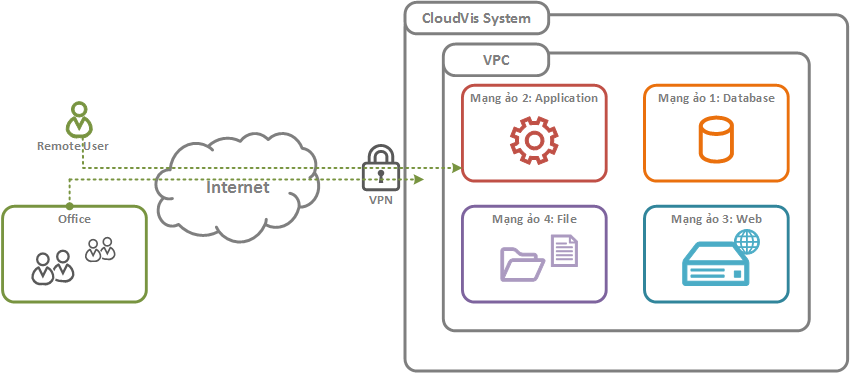 CloudVis System
VPC
Mạng ảo 2: Application
Mạng ảo 1: Database
Remote User
Internet
VPN
Office
Mạng ảo 4: File
Mạng ảo 3: Web